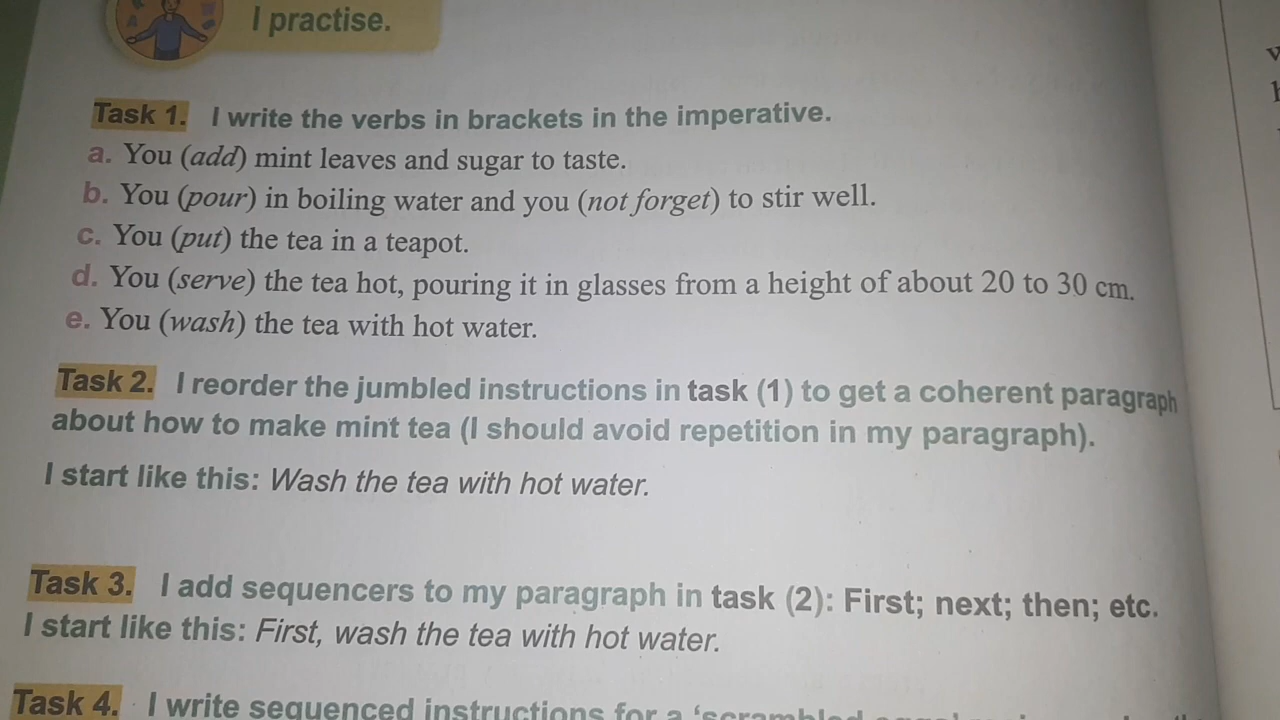 I practise.
Task 1. I write the verbs in brackets in the imperative.
a. You (add) mint leaves and sugar to taste.
b. You (pour) in boiling water and you (not forget) to stir well.
c. You (put) the tea in a teapot.
d. You (serve) the tea hot, pouring it in glasses from a height of about 20 to 30 cm.
e. You (wash) the tea with hot water.
Task 2. I reorder the jumbled instructions in task (1) to get a coherent paragraph
about how to make mint tea (I should avoid repetition in my paragraph).
I start like this: Wash the tea with hot water.
Task 3. I add sequencers to my paragraph in task (2): First; next; then; etc.
I start like this: First, wash the tea with hot water.
Task 4. I write sequenced instructions for a ‘scrambled